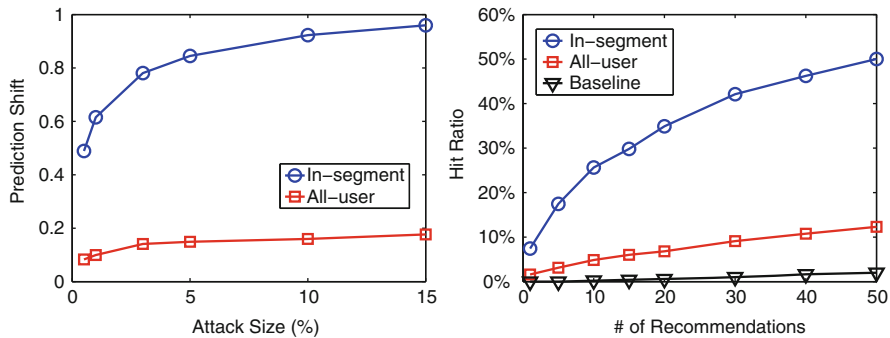 1
0.8
0.6
0.4
0.2
0
0
5
10
15
Prediction Shift
Attack Size (%)
In-segment
All-user
60%
50%
40%
30%
20%
10%
0%
0
10
20
30
40
50
Hit Ratio
# of Recommendations
In-segment
All-user
Baseline